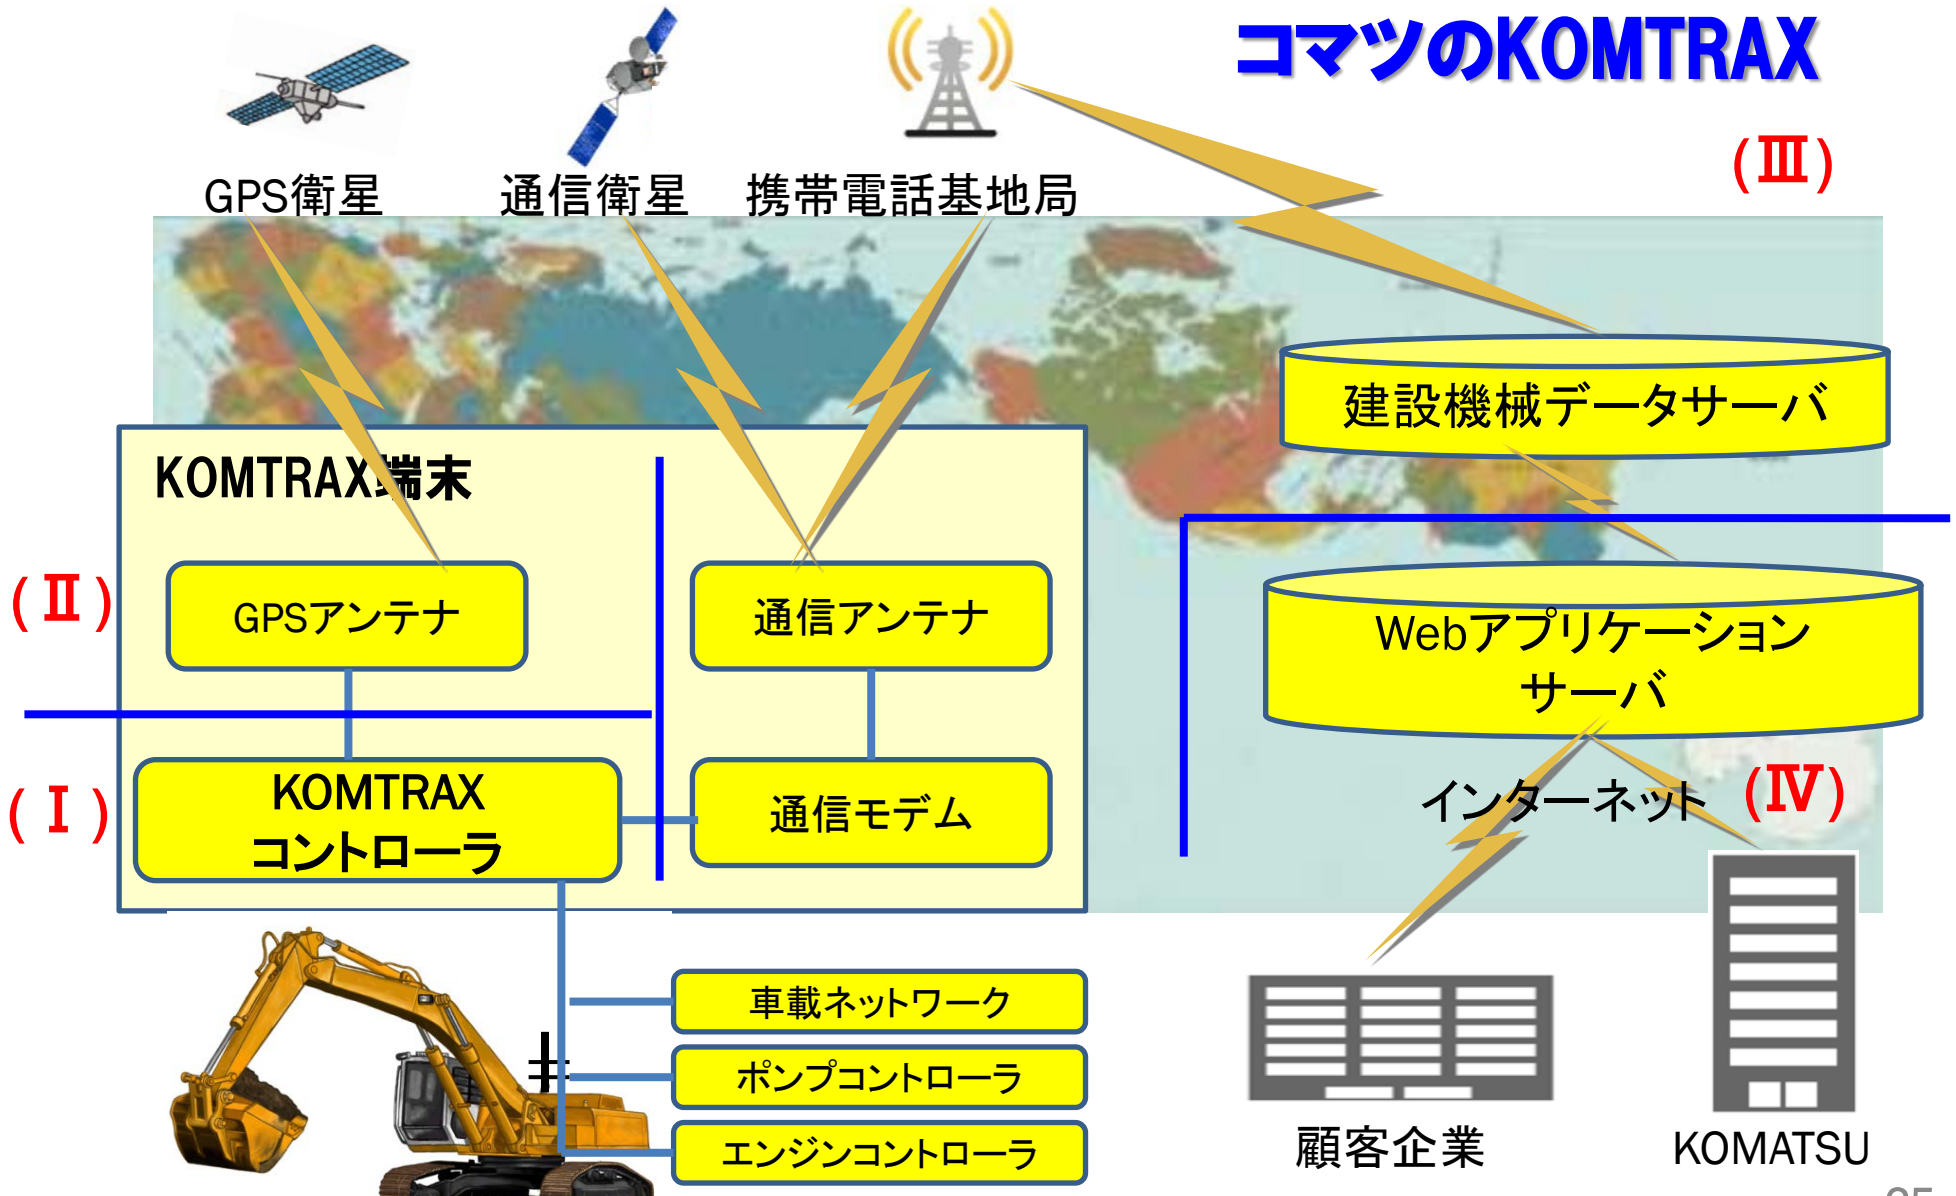 コマツのKOMTRAX
(Ⅲ)
GPS衛星
通信衛星
携帯電話基地局
建設機械データサーバ
KOMTRAX端末
(Ⅱ)
GPSアンテナ
通信アンテナ
Webアプリケーション
サーバ
(Ⅰ)
KOMTRAX
コントローラ
通信モデム
インターネット
(Ⅳ)
車載ネットワーク
ポンプコントローラ
エンジンコントローラ
顧客企業
KOMATSU